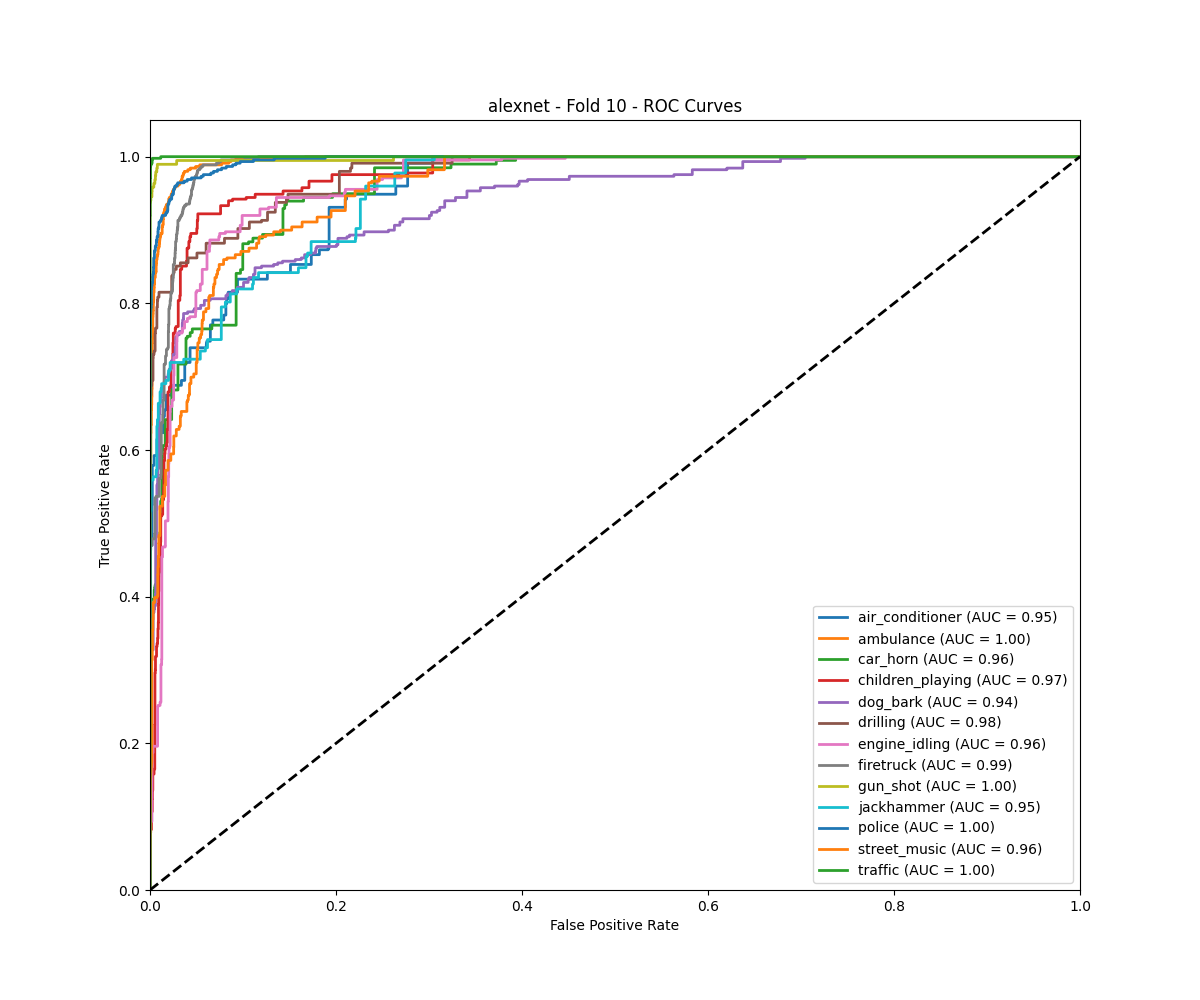 alexnet - Fold 10 - ROC Curves
1.0
0.8
0.6
0.4
0.2
0.0
True Positive Rate
air_conditioner (AUC = 0.95)
ambulance (AUC = 1.00)
car_horn (AUC = 0.96)
children_playing (AUC = 0.97)
dog_bark (AUC = 0.94)
drilling (AUC = 0.98)
engine_idling (AUC = 0.96)
firetruck (AUC = 0.99)
gun_shot (AUC = 1.00)
jackhammer (AUC = 0.95)
police (AUC = 1.00)
street_music (AUC = 0.96)
traffic (AUC = 1.00)
0.0 0.2 0.4 0.6 0.8 1.0
False Positive Rate